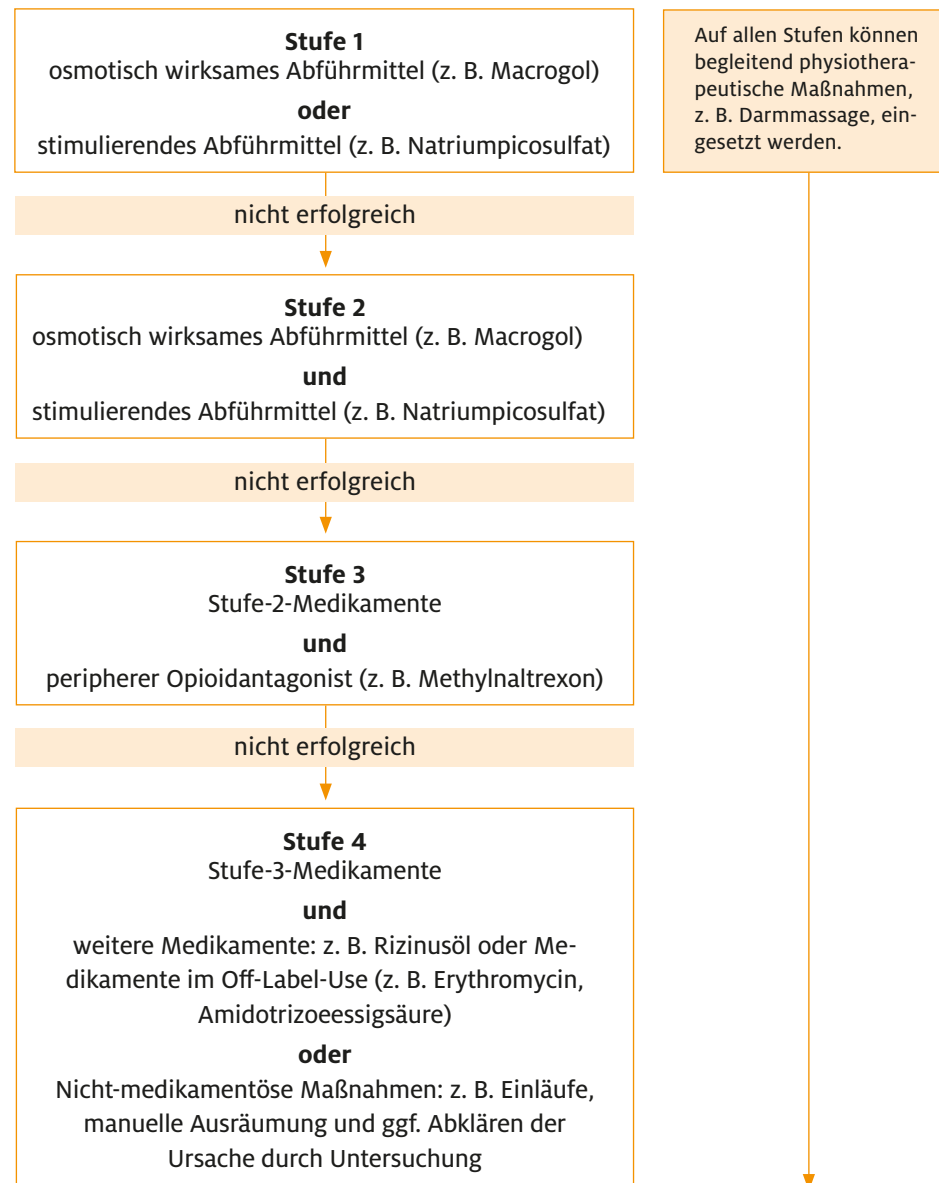 Stufe 1
osmotisch wirksames Abführmittel (z. B. Macrogol)
oder
stimulierendes Abführmittel (z. B. Natriumpicosulfat)
Auf allen Stufen können
begleitend physiothera-
peutische Maßnahmen,
z. B. Darmmassage, ein-
gesetzt werden.
nicht erfolgreich
Stufe 2
osmotisch wirksames Abführmittel (z. B. Macrogol)
und
stimulierendes Abführmittel (z. B. Natriumpicosulfat)
nicht erfolgreich
Stufe 3
Stufe-2-Medikamente
und
peripherer Opioidantagonist (z. B. Methylnaltrexon)
nicht erfolgreich
Stufe 4
Stufe-3-Medikamente
und
weitere Medikamente: z. B. Rizinusöl oder Me-
dikamente im Off-Label-Use (z. B. Erythromycin,
Amidotrizoeessigsäure)
oder
Nicht-medikamentöse Maßnahmen: z. B. Einläufe,
manuelle Ausräumung und ggf. Abklären der
Ursache durch Untersuchung